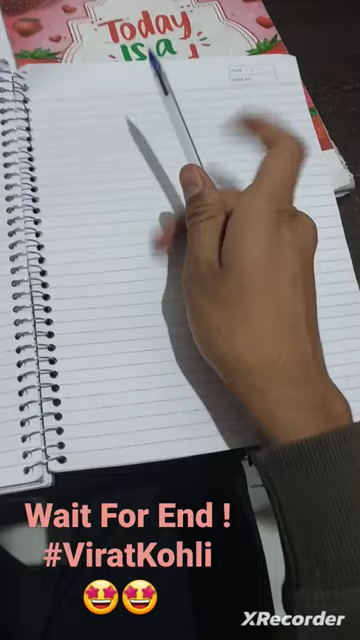 Today
is a
Wait For End !
#ViratKohli
🤩🤩
XRecorder